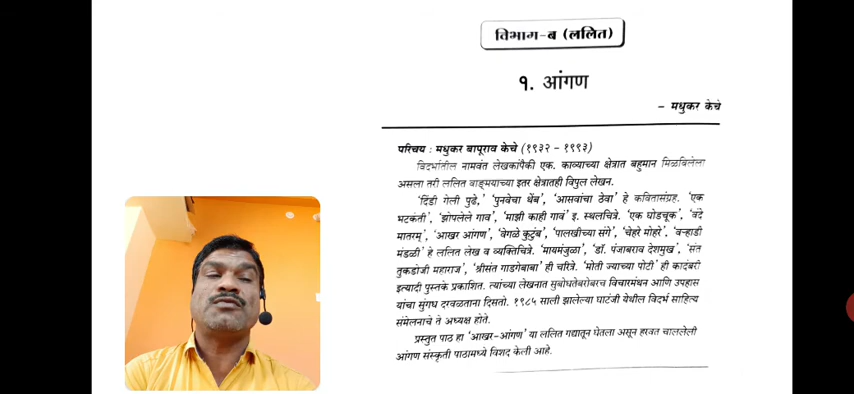 विभाग-ब (ललित)
१. आंगण
– मधुकर केचे
परिचय : मधुकर बापूराव केचे (१९३२ - १९९३)
विदर्भातील नामवंत लेखकांपैकी एक. काव्याच्या क्षेत्रात बहुमान मिळविलेला
असला तरी ललित वाङ्मयाच्या इतर क्षेत्रातही विपुल लेखन.
'दिंडी गेली पुढे,' 'पुनवेचा थेंब', 'आसवांचा ठेवा' हे कवितासंग्रह. 'एक
भटकंती', 'झोपलेले गाव', 'माझी काही गावं' इ. स्थलचित्रे. 'एक घोडचूक', 'वंदे
मातरम्', 'आखर आंगण', 'वेगळे कुटुंब', 'पालखीच्या संगे', 'चेहरे मोहरे', 'वऱ्हाडी
मंडळी' हे ललित लेख व व्यक्तिचित्रे. 'मायमंजुळा', 'डॉ. पंजाबराव देशमुख', 'संत
तुकडोजी महाराज', 'श्रीसंत गाडगेबाबा' ही चरित्रे. 'मोती ज्याच्या पोटी' ही कादंबरी
इत्यादी पुस्तके प्रकाशित. त्यांच्या लेखनात सुबोधतेबरोबरच विचारमंथन आणि उपहास
यांचा सुगंध दरवळताना दिसतो. १९८५ साली झालेल्या घाटंजी येथील विदर्भ साहित्य
संमेलनाचे ते अध्यक्ष होते.
प्रस्तुत पाठ हा 'आखर-आंगण' या ललित गद्यातून घेतला असून हरवत चाललेली
आंगण संस्कृती पाठामध्ये विशद केली आहे.